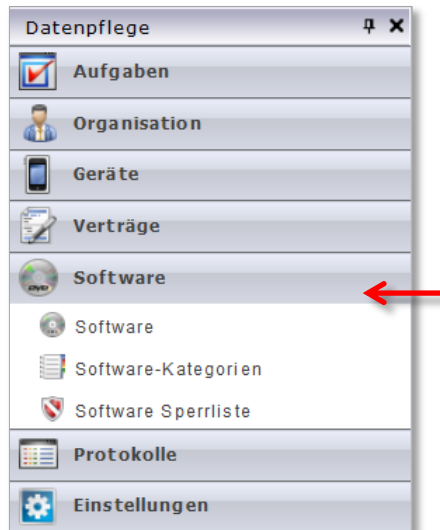 Datenpflege
Aufgaben
Organisation
Geräte
Verträge
Software
Software
Software-Kategorien
Software Sperrliste
Protokolle
Einstellungen